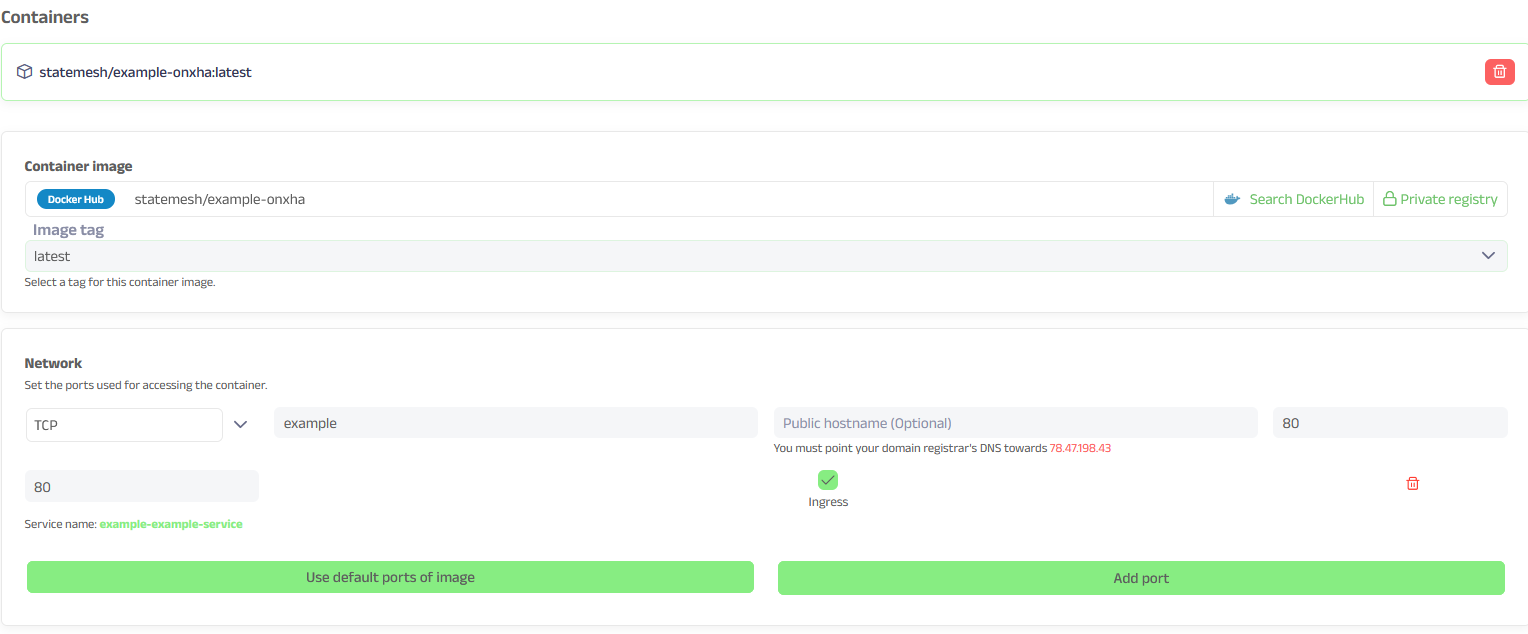 Containers
statemesh/example-onxha:latest
Container image
Docker Hub statemesh/example-onxha Search DockerHub Private registry
Image tag
latest
Select a tag for this container image.
Network
Set the ports used for accessing the container.
TCP example Public hostname (Optional) 80
You must point your domain registrar's DNS towards 78.47.198.43
80
Ingress
Service name: example-example-service
Use default ports of image Add port